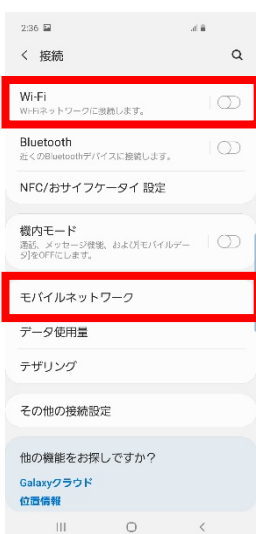 2:36
接続
Wi-Fi
Wi-Fiネットワークに接続します。
Bluetooth
近くのBluetoothデバイスに接続します。
NFC/おサイフケータイ 設定
機内モード
通話、メッセージ機能、および[モバイルデー
タ]をOFFにします。
モバイルネットワーク
データ使用量
テザリング
その他の接続設定
他の機能をお探しですか？
Galaxyクラウド
位置情報